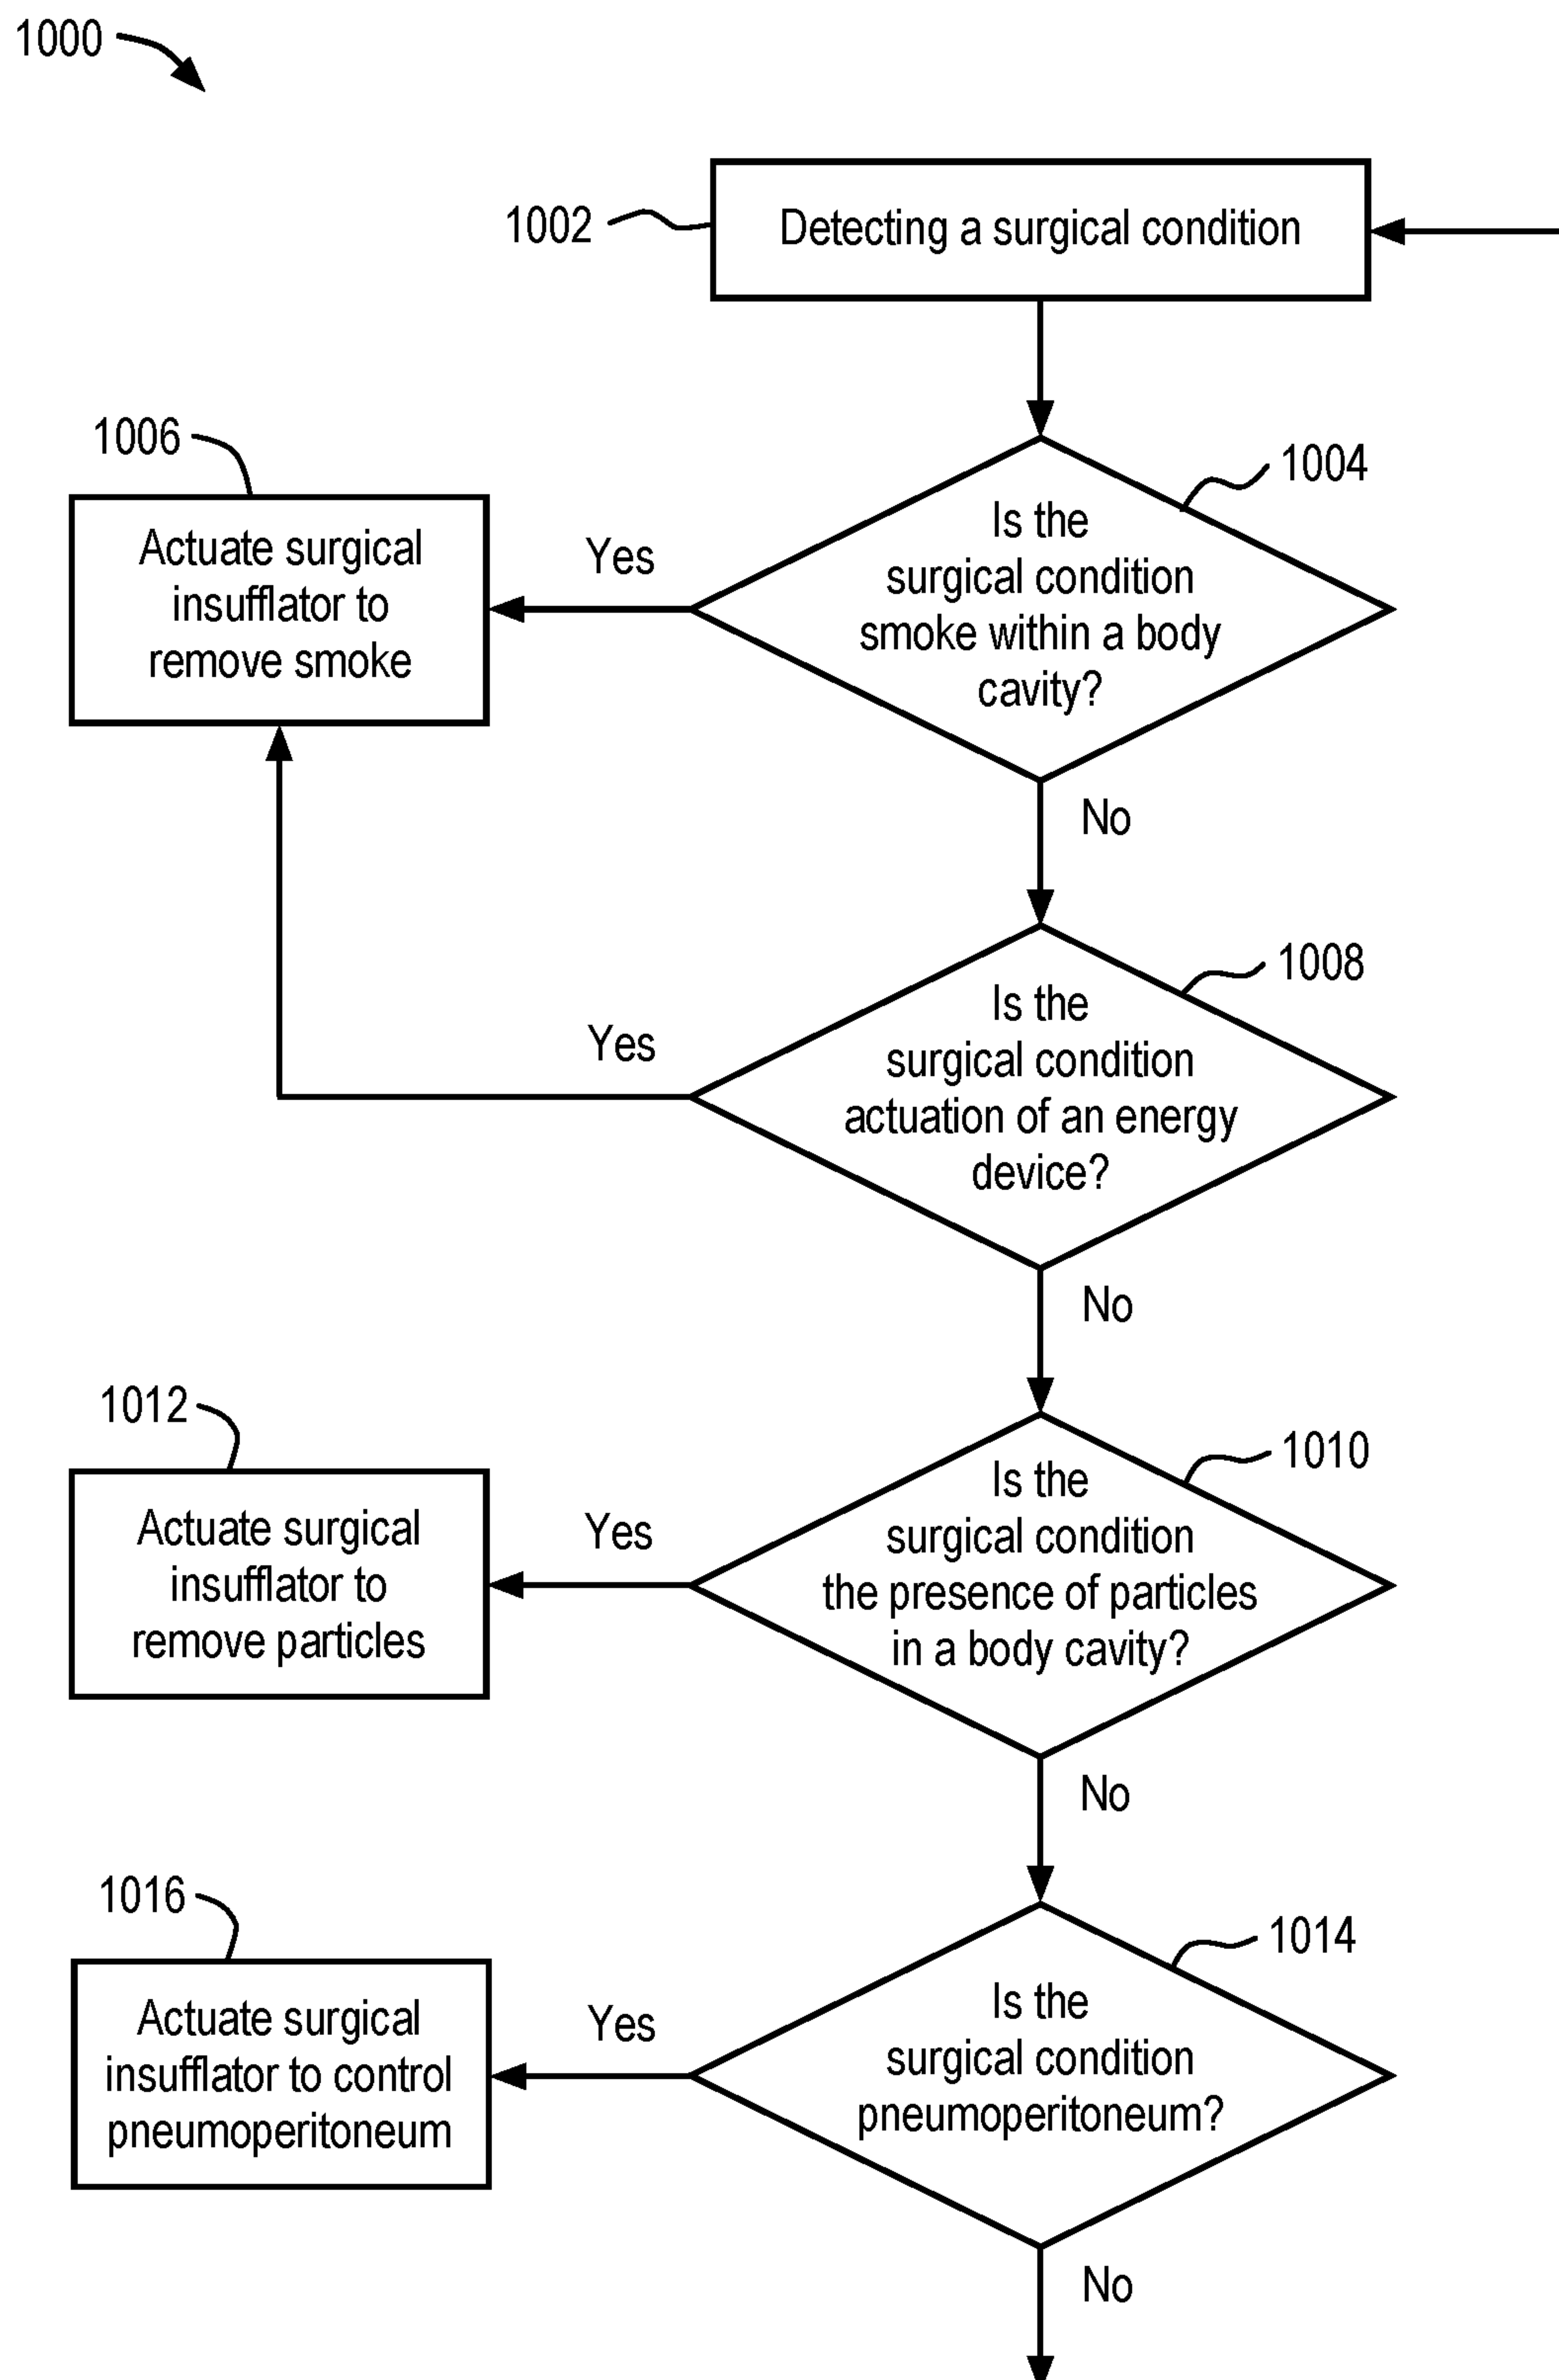 1000
1002
Detecting a surgical condition
1004
Is the
surgical condition
smoke within a body
cavity?
Yes
1006
Actuate surgical
insufflator to
remove smoke
No
1008
Is the
surgical condition
actuation of an energy
device?
Yes
No
1010
Is the
surgical condition
the presence of particles
in a body cavity?
Yes
1012
Actuate surgical
insufflator to
remove particles
No
1014
Is the
surgical condition
pneumoperitoneum?
Yes
1016
Actuate surgical
insufflator to control
pneumoperitoneum
No